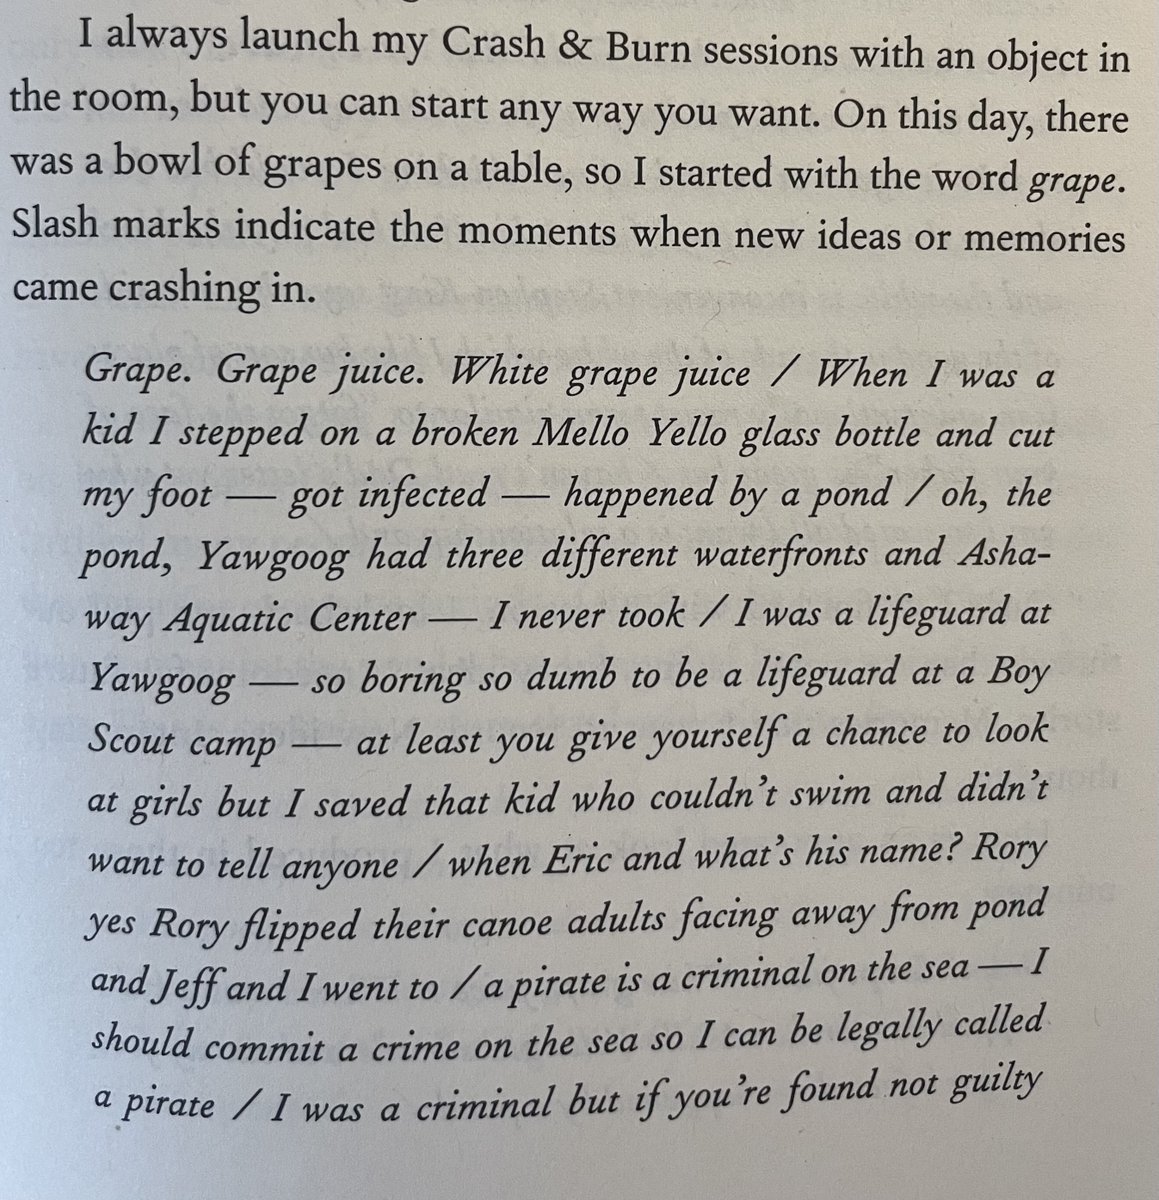 I always launch my Crash & Burn sessions with an object in
the room, but you can start any way you want. On this day, there
was a bowl of grapes on a table, so I started with the word grape.
Slash marks indicate the moments when new ideas or memories
came crashing in.
Grape. Grape juice. White grape juice / When I was a
kid I stepped on a broken Mello Yello glass bottle and cut
my foot — got infected — happened by a pond / oh, the
pond, Yawgoog had three different waterfronts and Asha-
way Aquatic Center — I never took / I was a lifeguard at
Yawgoog — so boring so dumb to be a lifeguard at a Boy
Scout camp — at least you give yourself a chance to look
at girls but I saved that kid who couldn't swim and didn't
want to tell anyone / when Eric and what's his name? Rory
yes Rory flipped their canoe adults facing away from pond
and Jeff and I went to / a pirate is a criminal on the sea — I
should commit a crime on the sea so I can be legally called
a pirate / I was a criminal but if you're found not guilty